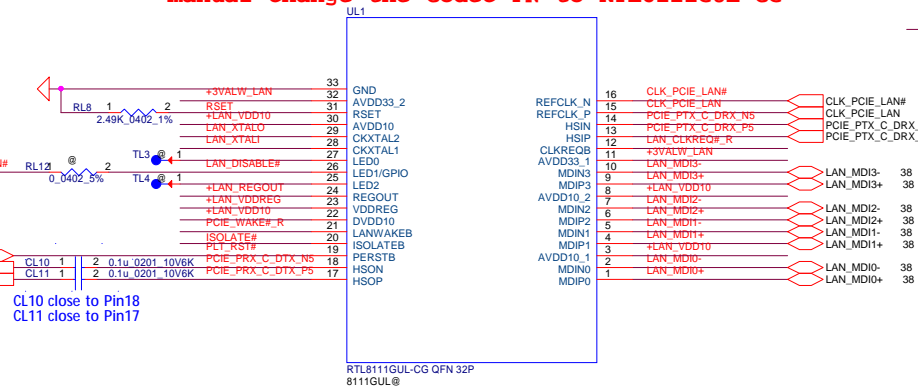 UL1
33 GND
+3VALW_LAN 32 AVDD33_2
RL8 1 2 RSET 31 RSET
2.49K_0402_1% +LAN_VDD10 30 AVDD10
LAN_XTALO 29 CKXTAL2
LAN_XTALI 28 CKXTAL1
TL3 @ 1 27 LED0
RL12 @ 1 2 LAN_DISABLE# 26 LED1/GPIO
0_0402_5% TL4 @ 1 25 LED2
+LAN_REGOUT 24 REGOUT
+LAN_VDDREG 23 VDDREG
+LAN_VDD10 22 DVDD10
PCIE_WAKE#_R 21 LANWAKEB
ISOLATE# 20 ISOLATEB
PLT_RST# 19 PERSTB
CL10 1 2 0.1u_0201_10V6K PCIE_PRX_C_DTX_N5 18 HSON
CL11 1 2 0.1u_0201_10V6K PCIE_PRX_C_DTX_P5 17 HSOP
CL10 close to Pin18
CL11 close to Pin17
REFCLK_N 16 CLK_PCIE_LAN# CLK_PCIE_LAN#
REFCLK_P 15 CLK_PCIE_LAN CLK_PCIE_LAN
HSIN 14 PCIE_PTX_C_DRX_N5 PCIE_PTX_C_DRX_
HSIP 13 PCIE_PTX_C_DRX_P5 PCIE_PTX_C_DRX_
CLKREQB 12 LAN_CLKREQ#_R
AVDD33_1 11 +3VALW_LAN
MDIN3 10 LAN_MDI3- LAN_MDI3- 38
MDIP3 9 LAN_MDI3+ LAN_MDI3+ 38
AVDD10_2 8 +LAN_VDD10
MDIN2 7 LAN_MDI2- LAN_MDI2- 38
MDIP2 6 LAN_MDI2+ LAN_MDI2+ 38
MDIN1 5 LAN_MDI1- LAN_MDI1- 38
MDIP1 4 LAN_MDI1+ LAN_MDI1+ 38
AVDD10_1 3 +LAN_VDD10
MDIN0 2 LAN_MDI0- LAN_MDI0- 38
MDIP0 1 LAN_MDI0+ LAN_MDI0+ 38
RTL8111GUL-CG QFN 32P
8111GUL@